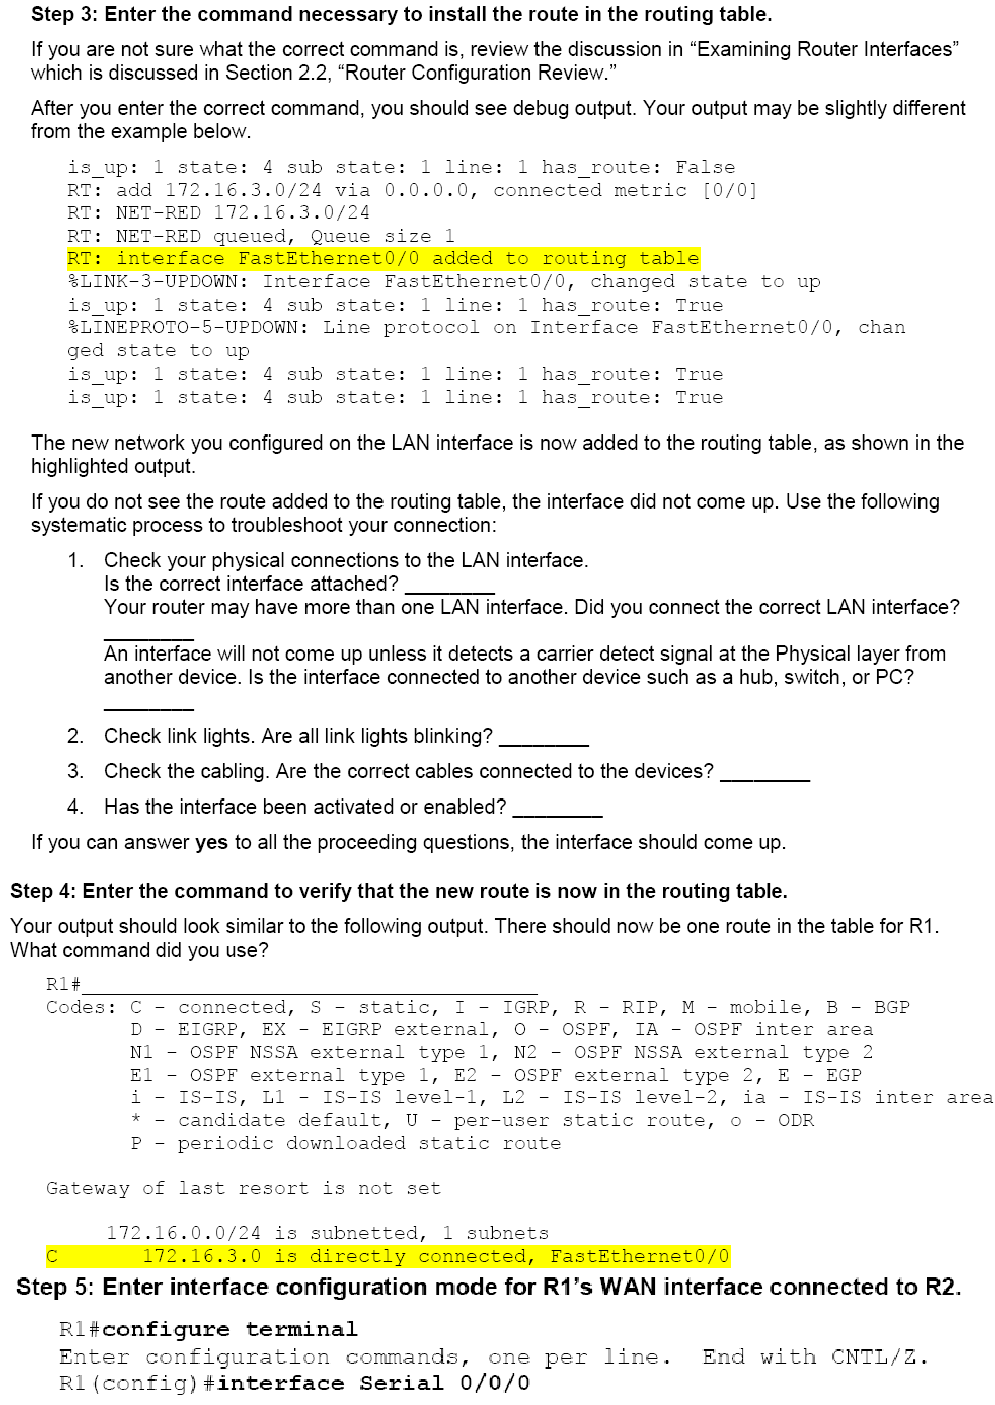 Step 3: Enter the command necessary to install the route in the routing table.
If you are not sure what the correct command is, review the discussion in “Examining Router Interfaces”
which is discussed in Section 2.2, “Router Configuration Review.”
After you enter the correct command, you should see debug output. Your output may be slightly different
from the example below.
is_up: 1 state: 4 sub state: 1 line: 1 has_route: False
RT: add 172.16.3.0/24 via 0.0.0.0, connected metric [0/0]
RT: NET-RED 172.16.3.0/24
RT: NET-RED queued, Queue size 1
RT: interface FastEthernet0/0 added to routing table
%LINK-3-UPDOWN: Interface FastEthernet0/0, changed state to up
is_up: 1 state: 4 sub state: 1 line: 1 has_route: True
%LINEPROTO-5-UPDOWN: Line protocol on Interface FastEthernet0/0, chan
ged state to up
is_up: 1 state: 4 sub state: 1 line: 1 has_route: True
is_up: 1 state: 4 sub state: 1 line: 1 has_route: True
The new network you configured on the LAN interface is now added to the routing table, as shown in the
highlighted output.
If you do not see the route added to the routing table, the interface did not come up. Use the following
systematic process to troubleshoot your connection:
1. Check your physical connections to the LAN interface.
Is the correct interface attached? ________
Your router may have more than one LAN interface. Did you connect the correct LAN interface?
________
An interface will not come up unless it detects a carrier detect signal at the Physical layer from
another device. Is the interface connected to another device such as a hub, switch, or PC?
________
2. Check link lights. Are all link lights blinking? ________
3. Check the cabling. Are the correct cables connected to the devices? ________
4. Has the interface been activated or enabled? ________
If you can answer yes to all the proceeding questions, the interface should come up.
Step 4: Enter the command to verify that the new route is now in the routing table.
Your output should look similar to the following output. There should now be one route in the table for R1.
What command did you use?
R1#______________________________________
Codes: C - connected, S - static, I - IGRP, R - RIP, M - mobile, B - BGP
D - EIGRP, EX - EIGRP external, O - OSPF, IA - OSPF inter area
N1 - OSPF NSSA external type 1, N2 - OSPF NSSA external type 2
E1 - OSPF external type 1, E2 - OSPF external type 2, E - EGP
i - IS-IS, L1 - IS-IS level-1, L2 - IS-IS level-2, ia - IS-IS inter area
* - candidate default, U - per-user static route, o - ODR
P - periodic downloaded static route
Gateway of last resort is not set
172.16.0.0/24 is subnetted, 1 subnets
C 172.16.3.0 is directly connected, FastEthernet0/0
Step 5: Enter interface configuration mode for R1’s WAN interface connected to R2.
R1#configure terminal
Enter configuration commands, one per line. End with CNTL/Z.
R1(config)#interface Serial 0/0/0